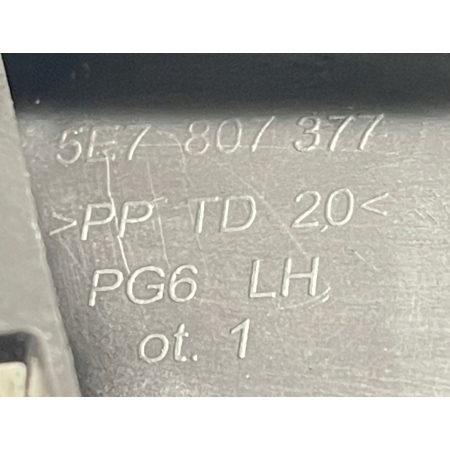 5E7 807 377
>PP TD 20<
PG6 LH
ot. 1